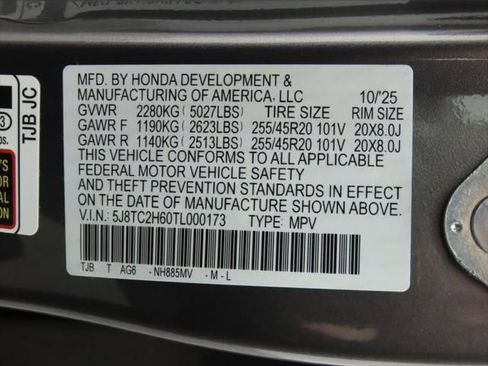 MFD. BY HONDA DEVELOPMENT &
MANUFACTURING OF AMERICA, LLC 10/'25
GVWR 2280KG (5027LBS) TIRE SIZE RIM SIZE
GAWR F 1190KG (2623LBS) 255/45R20 101V 20X8.0J
GAWR R 1140KG (2513LBS) 255/45R20 101V 20X8.0J
THIS VEHICLE CONFORMS TO ALL APPLICABLE
FEDERAL MOTOR VEHICLE SAFETY
AND THEFT PREVENTION STANDARDS IN EFFECT
ON THE DATE OF MANUFACTURE SHOWN ABOVE.
V.I.N.: 5J8TC2H60TL000173 TYPE: MPV
TJB T AG6 -NH885MV -M-L
TJB JC
3
os.